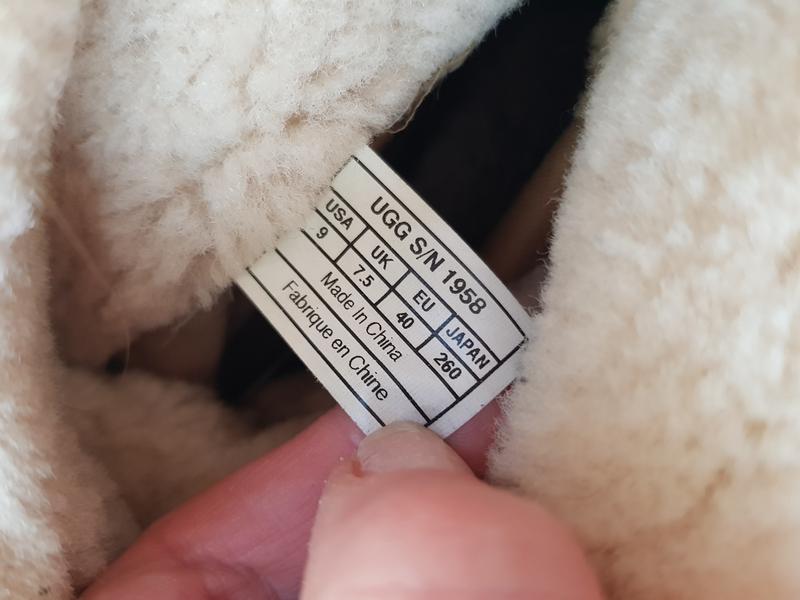 UGG S/N 1958
USA UK EU JAPAN
9 7.5 40 260
Made In China
Fabrique en Chine